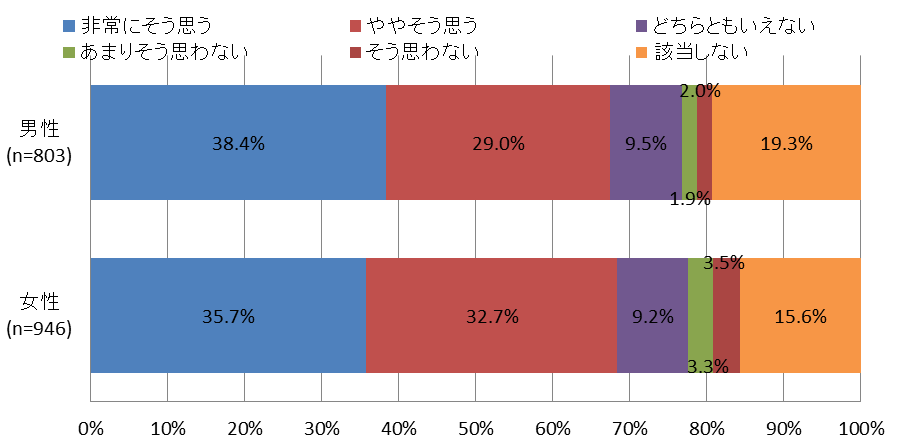 非常にそう思う ややそう思う どちらともいえない
あまりそう思わない そう思わない 該当しない
男性
(n=803)
38.4% 29.0% 9.5% 1.9% 2.0% 19.3%
女性
(n=946)
35.7% 32.7% 9.2% 3.3% 3.5% 15.6%
0% 10% 20% 30% 40% 50% 60% 70% 80% 90% 100%